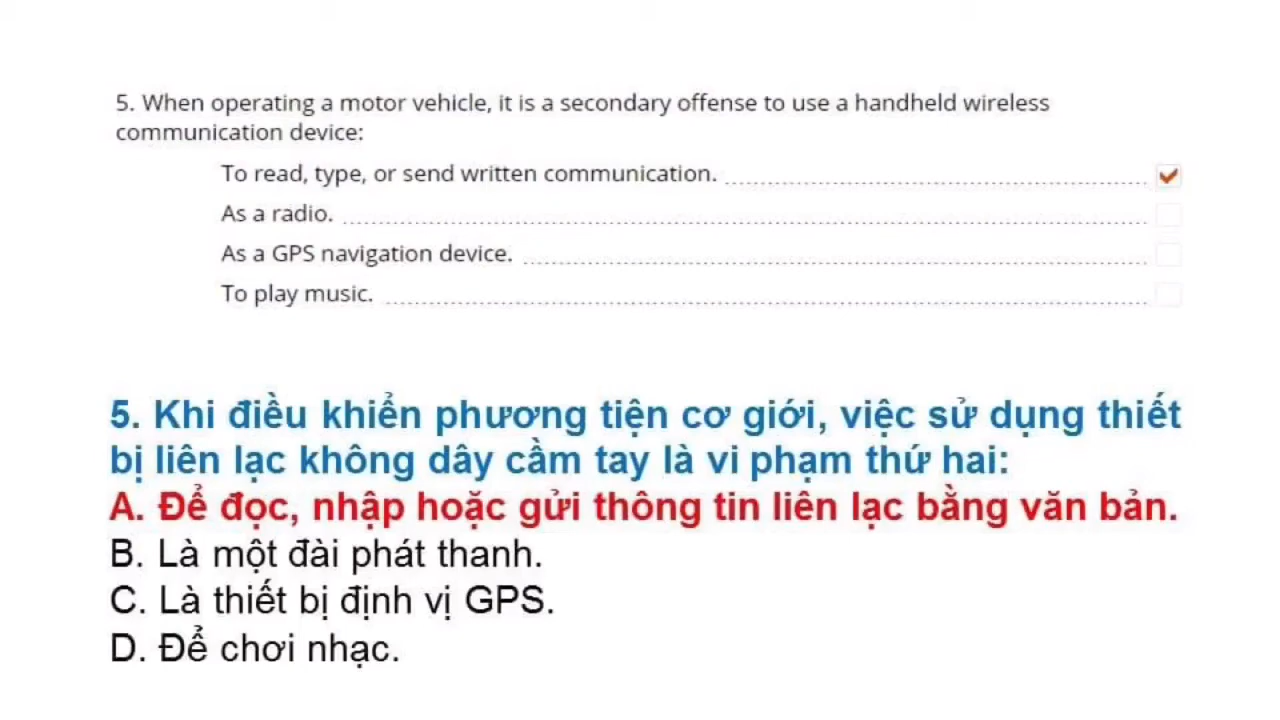 5. When operating a motor vehicle, it is a secondary offense to use a handheld wireless
communication device:
To read, type, or send written communication.
As a radio.
As a GPS navigation device.
To play music.
5. Khi điều khiển phương tiện cơ giới, việc sử dụng thiết
bị liên lạc không dây cầm tay là vi phạm thứ hai:
A. Để đọc, nhập hoặc gửi thông tin liên lạc bằng văn bản.
B. Là một đài phát thanh.
C. Là thiết bị định vị GPS.
D. Để chơi nhạc.